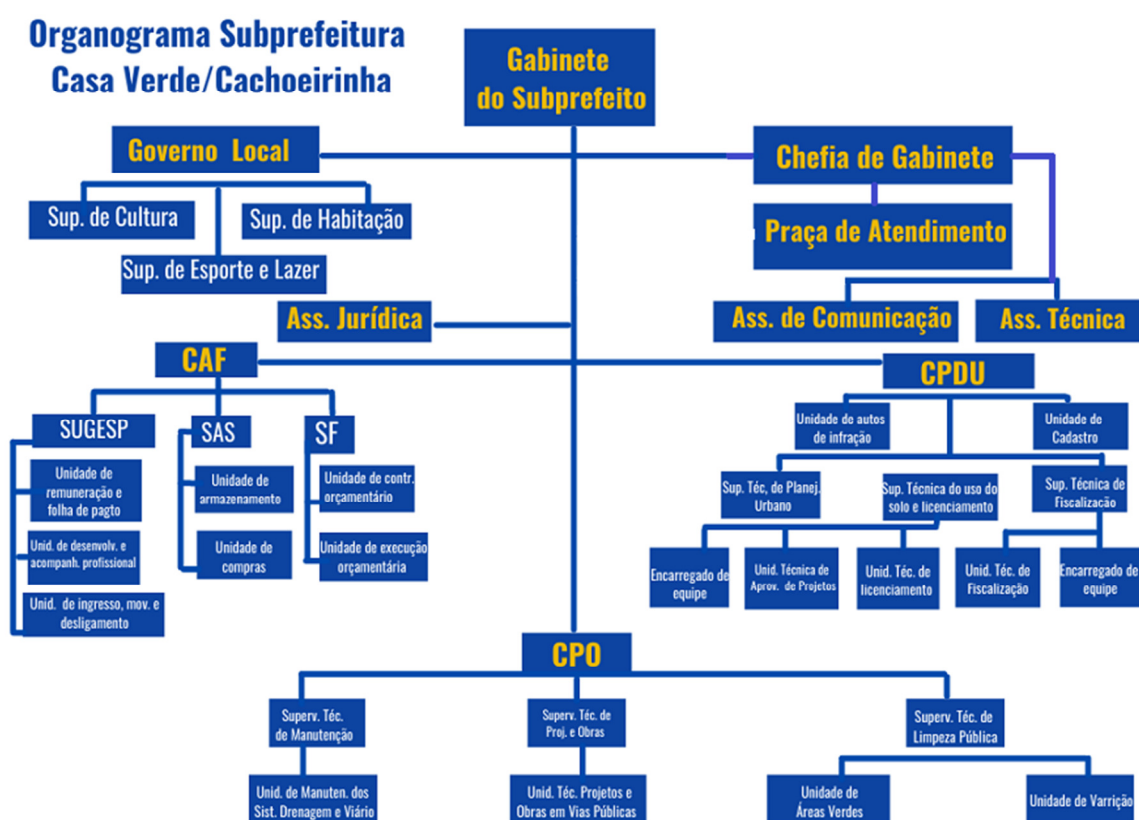 Organograma Subprefeitura
Casa Verde/Cachoeirinha
Gabinete
do Subprefeito
Governo Local
Chefia de Gabinete
Sup. de Cultura
Sup. de Habitação
Sup. de Esporte e Lazer
Praça de Atendimento
Ass. Jurídica
Ass. de Comunicação
Ass. Técnica
CAF
CPDU
SUGESP
SAS
SF
Unidade de autos
de infração
Unidade de
Cadastro
Unidade de
remuneração e
folha de pagto
Unidade de
armazenamento
Unidade de contr.
orçamentário
Sup. Téc, de Planej.
Urbano
Sup. Técnica do uso do
solo e licenciamento
Sup. Técnica de
Fiscalização
Unid. de desenvolv. e
acompanh. profissional
Unidade de
compras
Unidade de execução
orçamentária
Encarregado de
equipe
Unid. Técnica de
Aprov. de Projetos
Unid. Téc. de
licenciamento
Unid. Téc. de
Fiscalização
Encarregado de
equipe
Unid. de ingresso, mov. e
desligamento
CPO
Superv. Téc.
de Manutenção
Superv. Téc. de
Proj. e Obras
Superv. Téc. de
Limpeza Pública
Unid. de Manuten. dos
Sist. Drenagem e Viário
Unid. Téc. Projetos e
Obras em Vias Públicas
Unidade de
Áreas Verdes
Unidade de Varrição